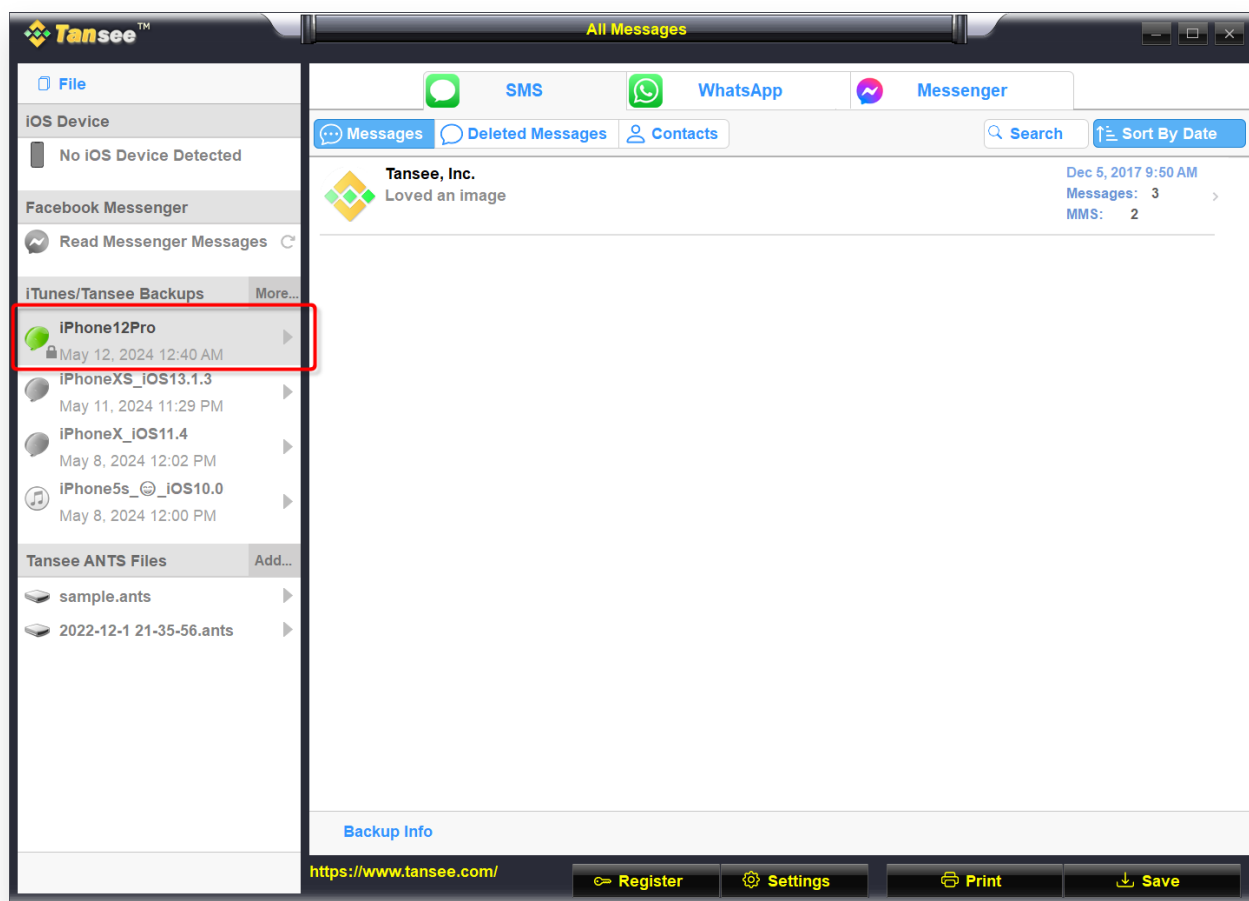 Tansee™
All Messages
File
iOS Device
No iOS Device Detected
Facebook Messenger
Read Messenger Messages
iTunes/Tansee Backups More...
iPhone12Pro
May 12, 2024 12:40 AM
iPhoneXS_iOS13.1.3
May 11, 2024 11:29 PM
iPhoneX_iOS11.4
May 8, 2024 12:02 PM
iPhone5s_😄_iOS10.0
May 8, 2024 12:00 PM
Tansee ANTS Files Add...
sample.ants
2022-12-1 21-35-56.ants
SMS WhatsApp Messenger
Messages Deleted Messages Contacts Search Sort By Date
Tansee, Inc. Dec 5, 2017 9:50 AM
Loved an image Messages: 3
MMS: 2
Backup Info
https://www.tansee.com/ Register Settings Print Save